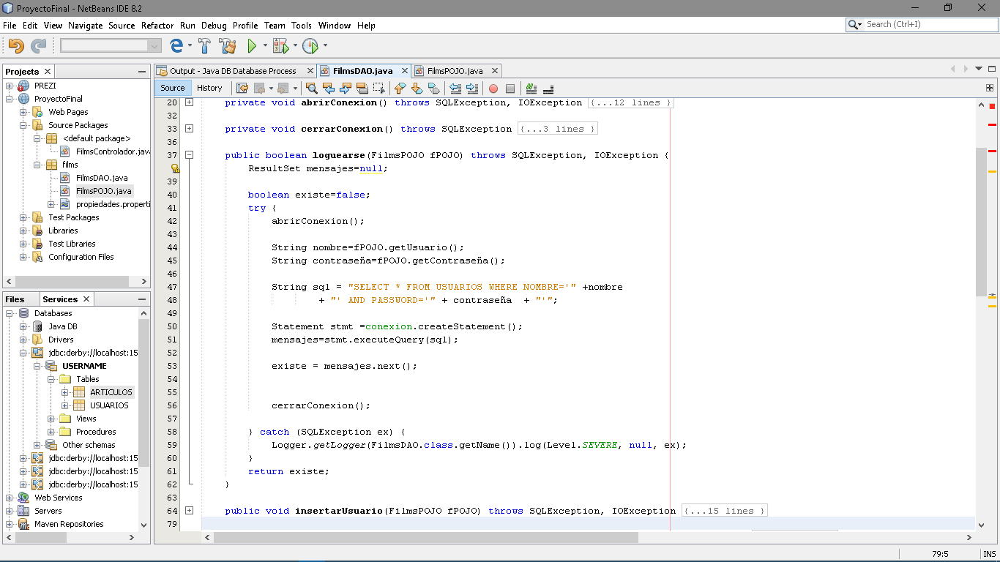 ProyectoFinal - NetBeans IDE 8.2
File Edit View Navigate Source Refactor Run Debug Profile Team Tools Window Help
Search (Ctrl+I)
Projects
PREZI
ProyectoFinal
Web Pages
Source Packages
<default package>
FilmsControlador.java
films
FilmsDAO.java
FilmsPOJO.java
propiedades.properti
Test Packages
Libraries
Test Libraries
Configuration Files
Files Services
Databases
Java DB
Drivers
jdbc:derby://localhost:15
USERNAME
Tables
ARTICULOS
USUARIOS
Views
Procedures
Other schemas
jdbc:derby://localhost:15
jdbc:derby://localhost:15
jdbc:derby://localhost:15
Web Services
Servers
Maven Repositories
Output - Java DB Database Process FilmsDAO.java FilmsPOJO.java
Source History
20 private void abrirConexion() throws SQLException, IOException {...12 lines }
32
33 private void cerrarConexion() throws SQLException {...3 lines }
36
37 public boolean loguearse(FilmsPOJO fPOJO) throws SQLException, IOException {
ResultSet mensajes=null;
39
40 boolean existe=false;
41 try {
42 abrirConexion();
43
44 String nombre=fPOJO.getUsuario();
45 String contraseña=fPOJO.getContraseña();
46
47 String sql = "SELECT * FROM USUARIOS WHERE NOMBRE='" +nombre
48 + "' AND PASSWORD='" + contraseña + "'";
49
50 Statement stmt =conexion.createStatement();
51 mensajes=stmt.executeQuery(sql);
52
53 existe = mensajes.next();
54
55
56 cerrarConexion();
57
58 } catch (SQLException ex) {
59 Logger.getLogger(FilmsDAO.class.getName()).log(Level.SEVERE, null, ex);
60 }
61 return existe;
62 }
63
64 public void insertarUsuario(FilmsPOJO fPOJO) throws SQLException, IOException {...15 lines }
79
79:5 INS